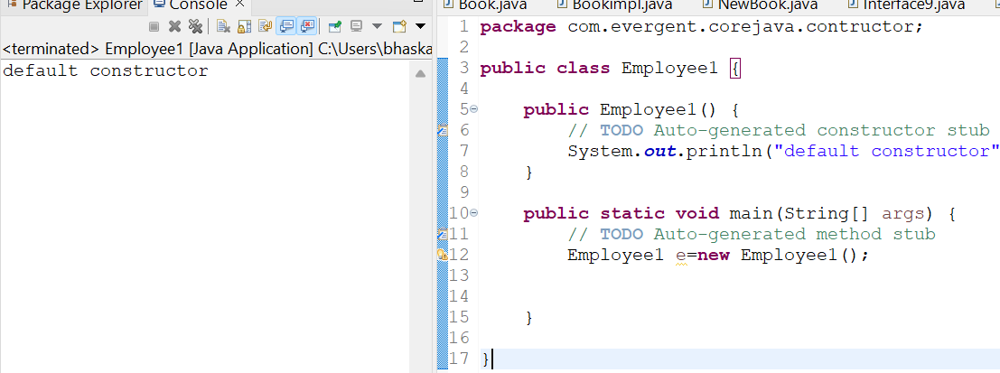 Package Explorer
Console
<terminated> Employee1 [Java Application] C:\Users\bhaska
default constructor
Book.java
Bookimpl.java
NewBook.java
Interface9.java
1 package com.evergent.corejava.contructor;
2
3 public class Employee1 {
4
5 public Employee1() {
6 // TODO Auto-generated constructor stub
7 System.out.println("default constructor"
8 }
9
10 public static void main(String[] args) {
11 // TODO Auto-generated method stub
12 Employee1 e=new Employee1();
13
14
15 }
16
17 }